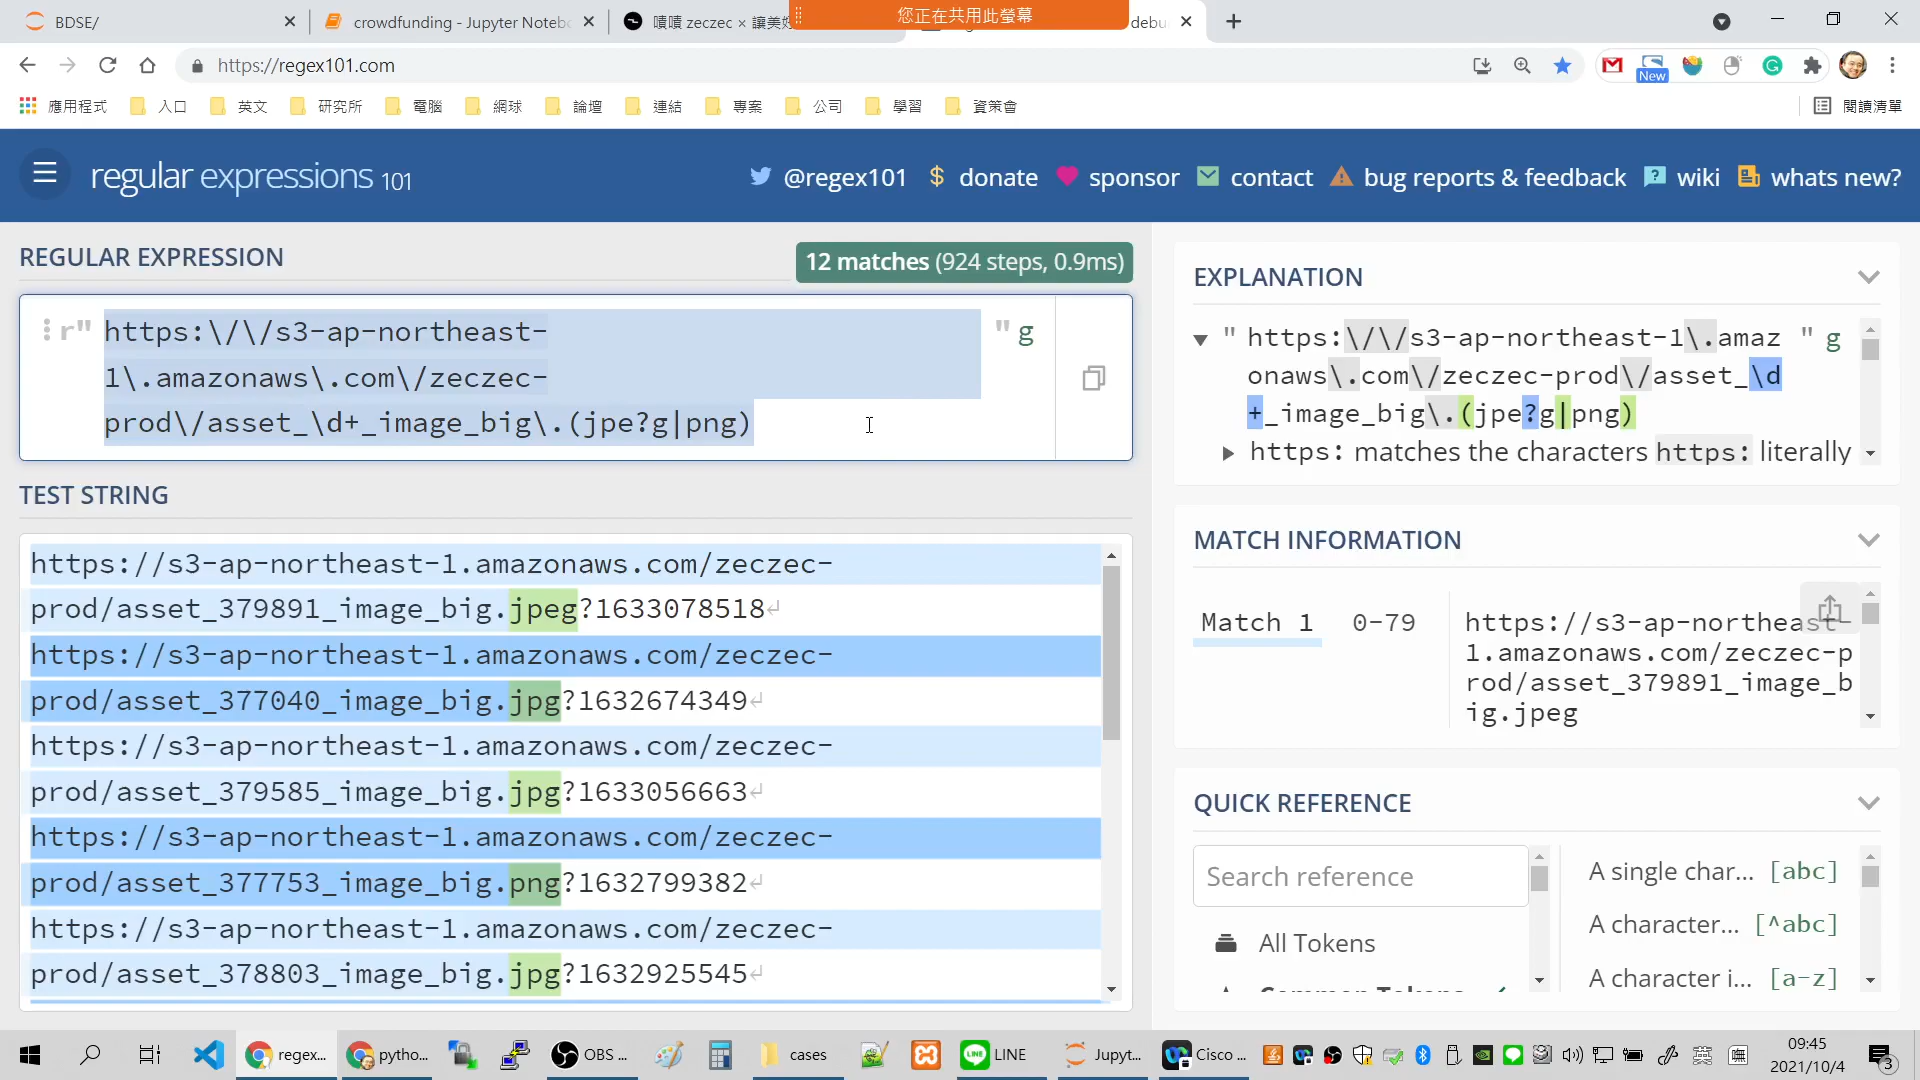 BDSE/
crowdfunding - Jupyter Notebo
嘖嘖 zeczec × 讓美好
您正在共用此螢幕
debu
https://regex101.com
New
應用程式
入口
英文
研究所
電腦
網球
論壇
連結
專案
公司
學習
資策會
閱讀清單
regular expressions 101
@regex101
donate
sponsor
contact
bug reports & feedback
wiki
whats new?
REGULAR EXPRESSION
12 matches (924 steps, 0.9ms)
r" https:\/\/s3-ap-northeast-
1\.amazonaws\.com\/zeczec-
prod\/asset_\d+_image_big\.(jpe?g|png)
" g
TEST STRING
https://s3-ap-northeast-1.amazonaws.com/zeczec-
prod/asset_379891_image_big.jpeg?1633078518
https://s3-ap-northeast-1.amazonaws.com/zeczec-
prod/asset_377040_image_big.jpg?1632674349
https://s3-ap-northeast-1.amazonaws.com/zeczec-
prod/asset_379585_image_big.jpg?1633056663
https://s3-ap-northeast-1.amazonaws.com/zeczec-
prod/asset_377753_image_big.png?1632799382
https://s3-ap-northeast-1.amazonaws.com/zeczec-
prod/asset_378803_image_big.jpg?1632925545
EXPLANATION
" https:\/\/s3-ap-northeast-1\.amaz " g
onaws\.com\/zeczec-prod\/asset_\d
+_image_big\.(jpe?g|png)
https: matches the characters https: literally
MATCH INFORMATION
Match 1
0-79
https://s3-ap-northeast-
1.amazonaws.com/zeczec-p
rod/asset_379891_image_b
ig.jpeg
QUICK REFERENCE
Search reference
All Tokens
Common Tokens
A single char... [abc]
A character... [^abc]
A character i... [a-z]
regex...
pytho...
OBS ...
cases
LINE
Jupyt...
Cisco ...
英
09:45
2021/10/4
3